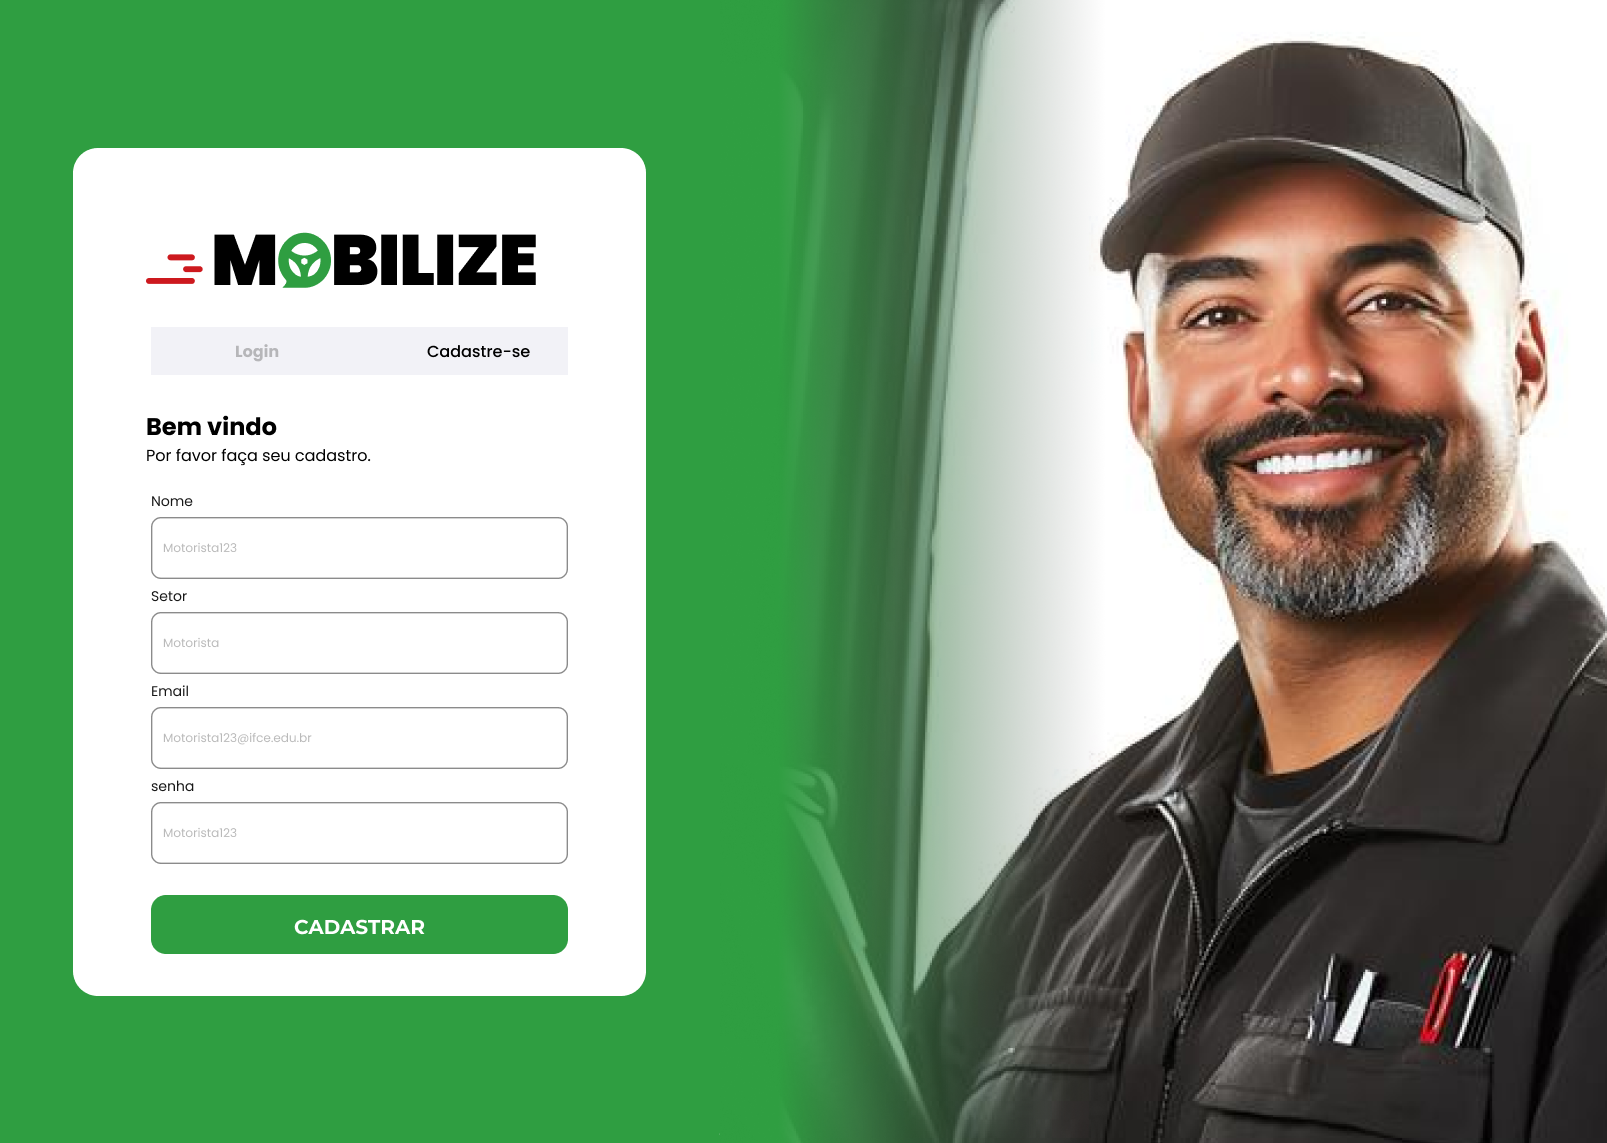 MOBILIZE
Login Cadastre-se
Bem vindo
Por favor faça seu cadastro.
Nome
Motorista123
Setor
Motorista
Email
Motorista123@ifce.edu.br
senha
Motorista123
CADASTRAR